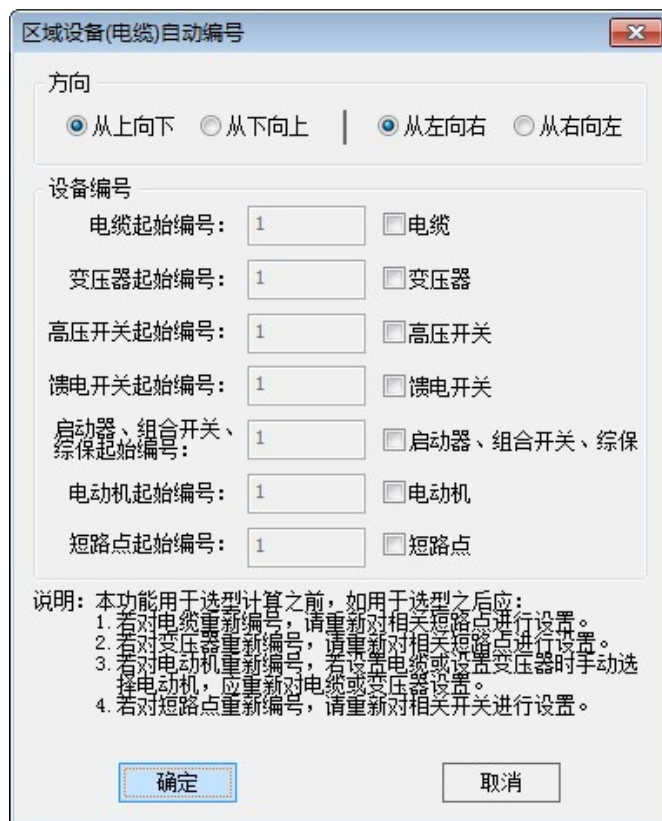 区域设备(电缆)自动编号
方向
从上向下 从下向上 从左向右 从右向左
设备编号
电缆起始编号: 1 电缆
变压器起始编号: 1 变压器
高压开关起始编号: 1 高压开关
馈电开关起始编号: 1 馈电开关
启动器、组合开关、
综保起始编号: 1 启动器、组合开关、综保
电动机起始编号: 1 电动机
短路点起始编号: 1 短路点
说明: 本功能用于选型计算之前, 如用于选型之后应:
1. 若对电缆重新编号, 请重新对相关短路点进行设置。
2. 若对变压器重新编号, 请重新对相关短路点进行设置。
3. 若对电动机重新编号, 若设置电缆或设置变压器时手动选
择电动机, 应重新对电缆或变压器设置。
4. 若对短路点重新编号, 请重新对相关开关进行设置。
确定 取消